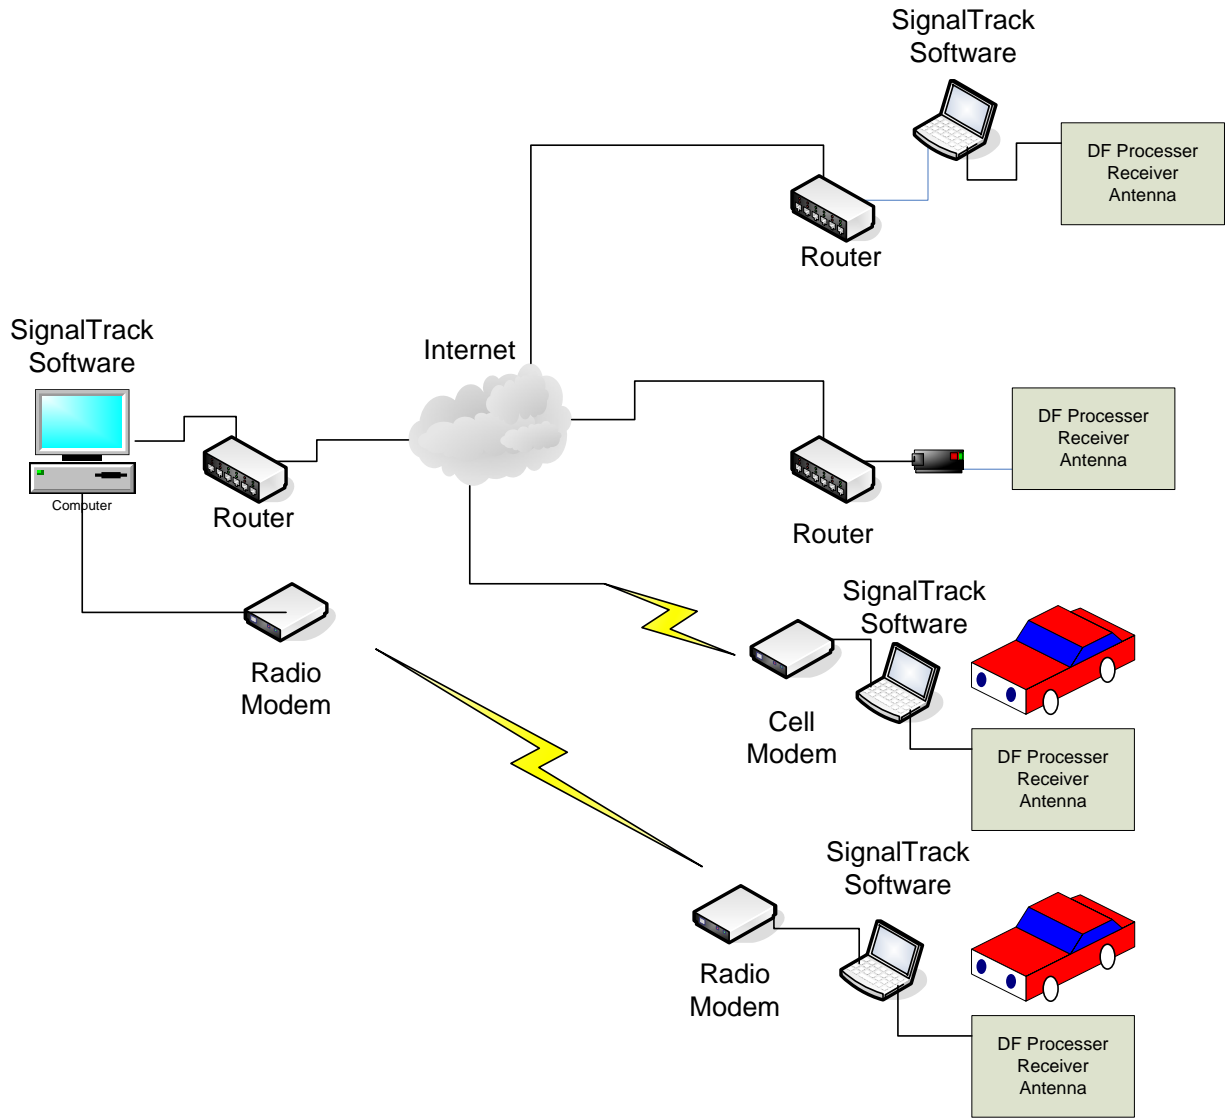 SignalTrack
Software
DF Processer
Receiver
Antenna
Router
SignalTrack
Software
Internet
Computer
Router
DF Processer
Receiver
Antenna
Router
Radio
Modem
SignalTrack
Software
Cell
Modem
DF Processer
Receiver
Antenna
SignalTrack
Software
Radio
Modem
DF Processer
Receiver
Antenna